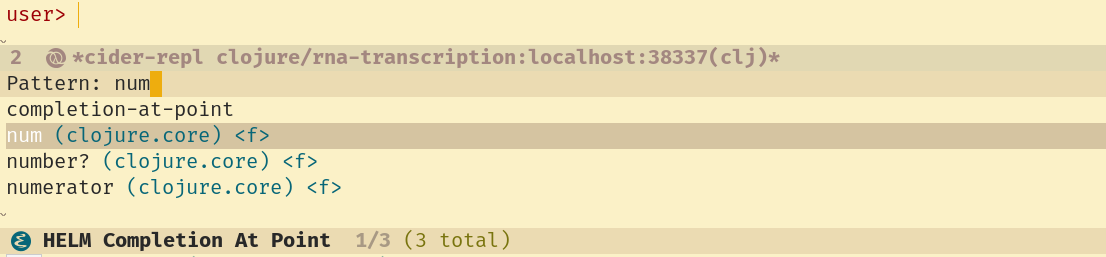 user>
2 *cider-repl clojure/rna-transcription:localhost:38337(clj)*
Pattern: num
completion-at-point
num (clojure.core) <f>
number? (clojure.core) <f>
numerator (clojure.core) <f>
HELM Completion At Point 1/3 (3 total)